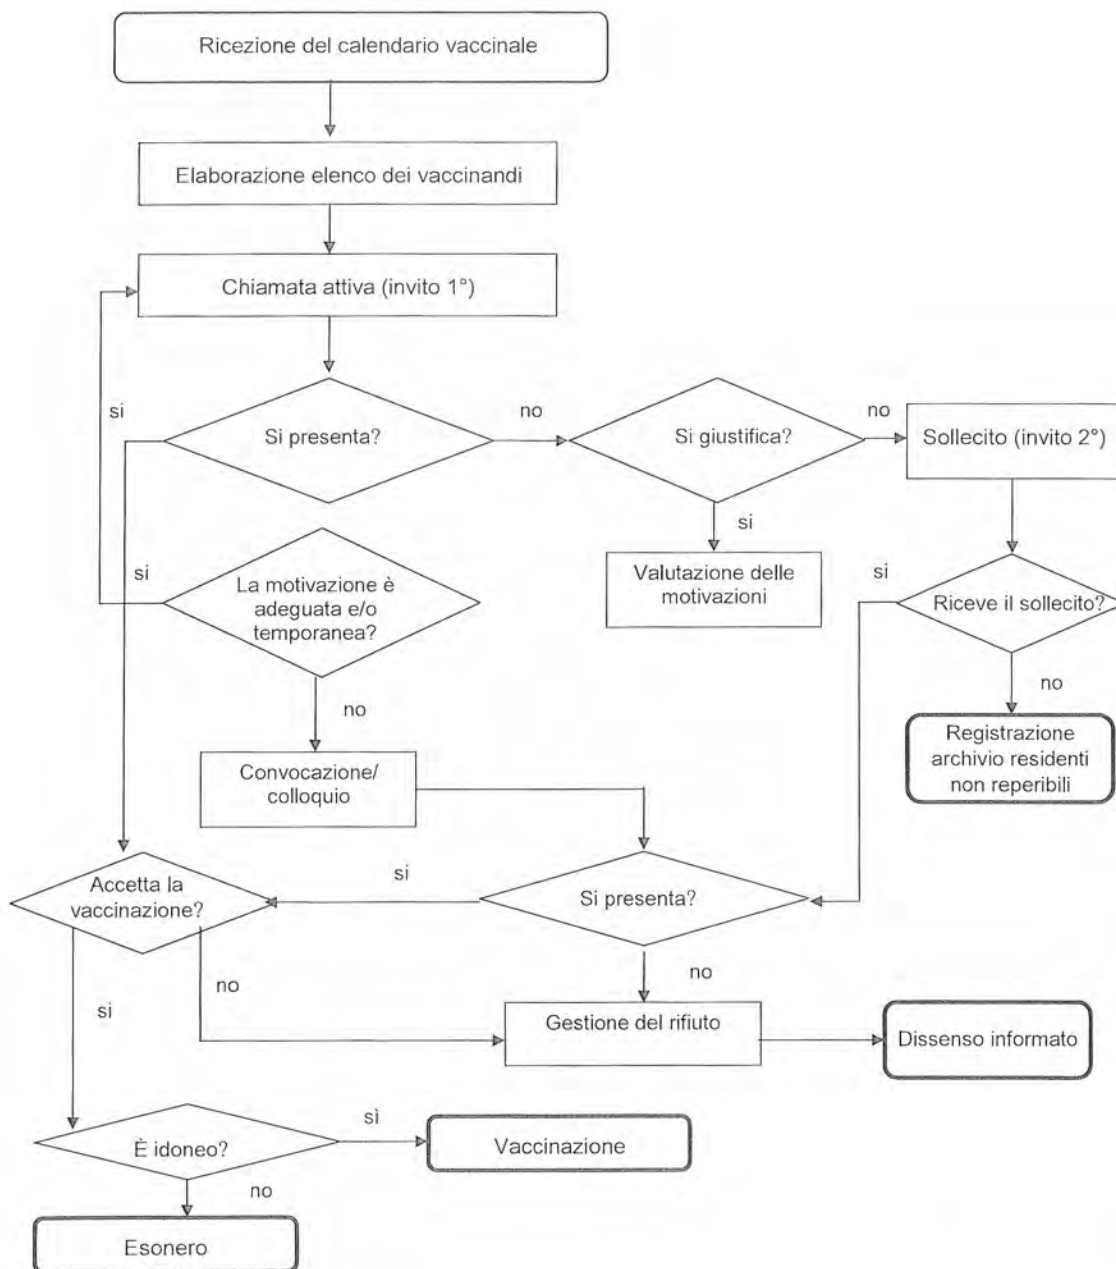 Ricezione del calendario vaccinale
Elaborazione elenco dei vaccinandi
Chiamata attiva (invito 1°)
si
Si presenta?
no
Si giustifica?
no
Sollecito (invito 2°)
si
si
La motivazione è
adeguata e/o
temporanea?
Valutazione delle
motivazioni
si
Riceve il sollecito?
no
no
Convocazione/
colloquio
Registrazione
archivio residenti
non reperibili
Accetta la
vaccinazione?
si
Si presenta?
si
no
no
Gestione del rifiuto
Dissenso informato
È idoneo?
sì
Vaccinazione
no
Esonero